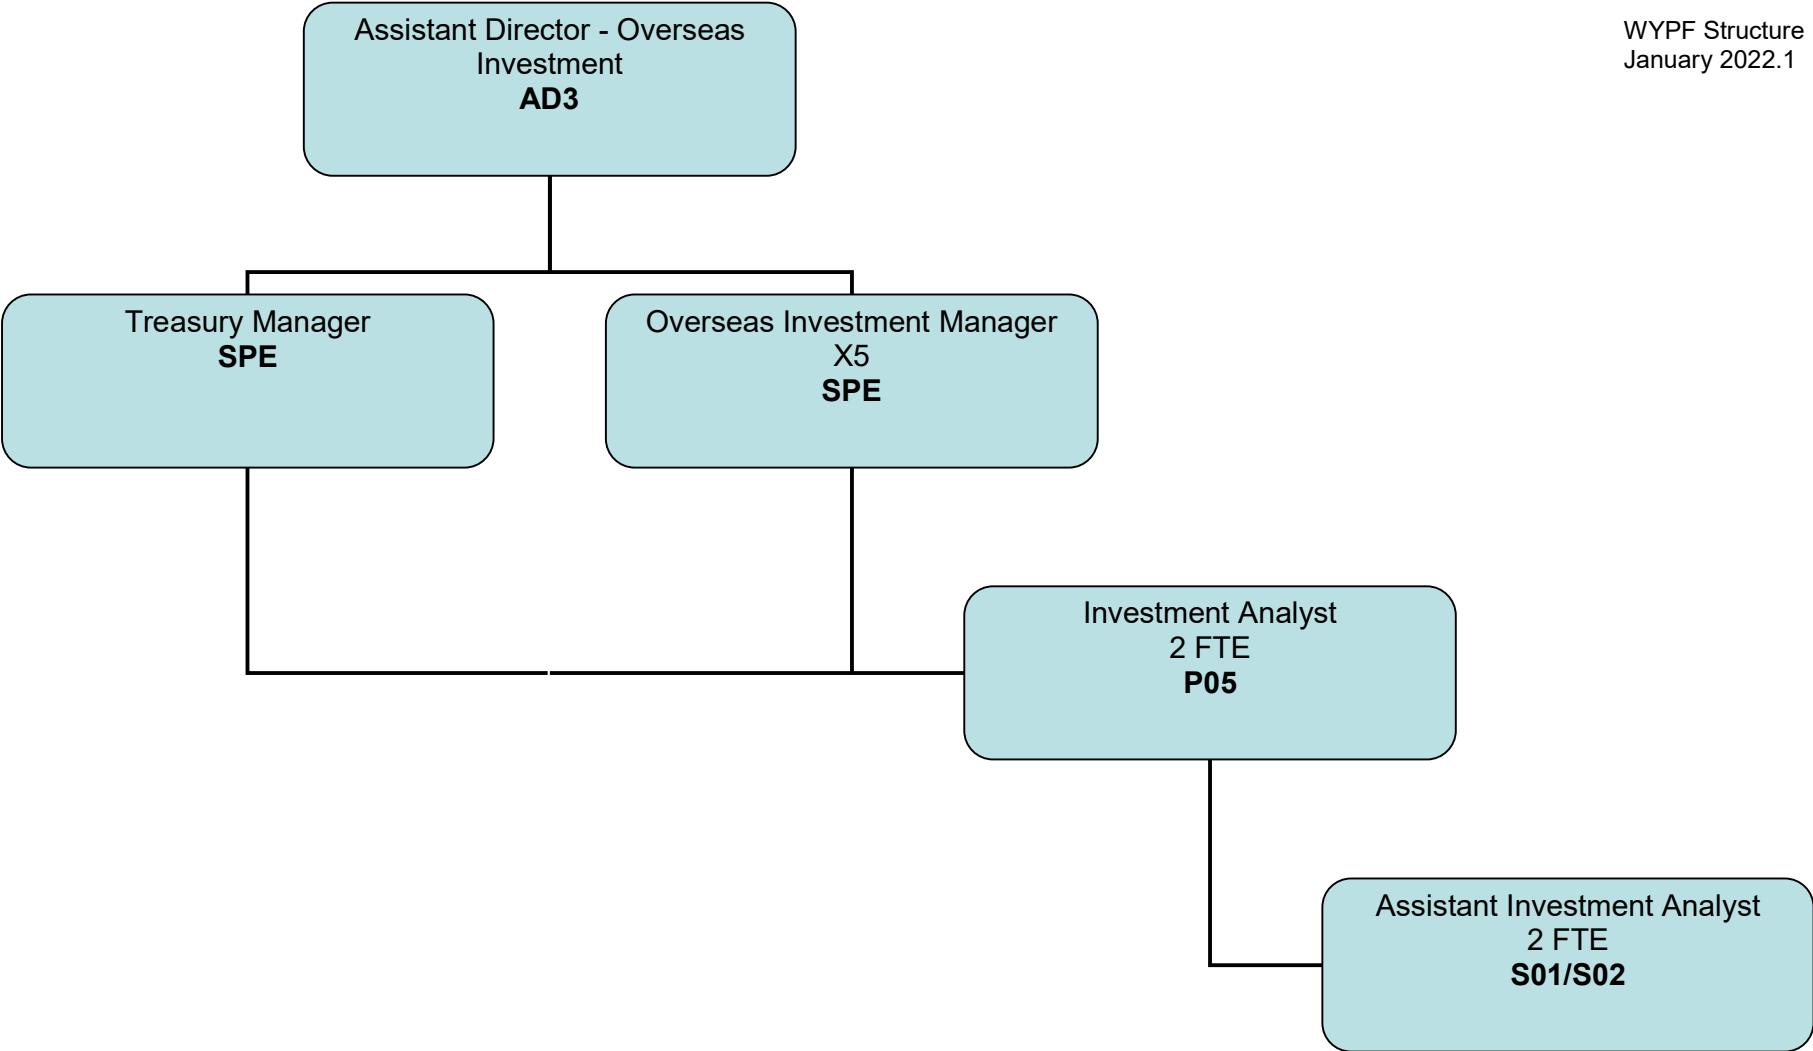 Assistant Director - Overseas
Investment
AD3
WYPF Structure
January 2022.1
Treasury Manager
SPE
Overseas Investment Manager
X5
SPE
Investment Analyst
2 FTE
P05
Assistant Investment Analyst
2 FTE
S01/S02